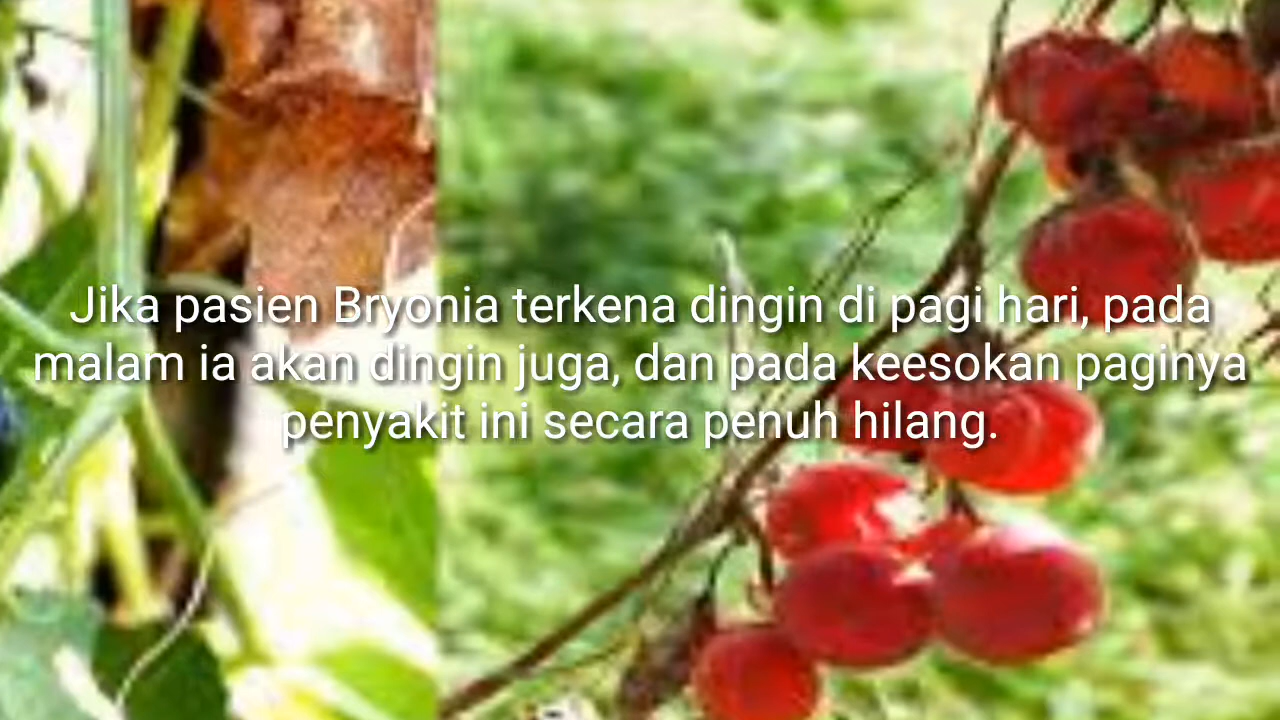 Jika pasien Bryonia terkena dingin di pagi hari, pada
malam ia akan dingin juga, dan pada keesokan paginya
penyakit ini secara penuh hilang.